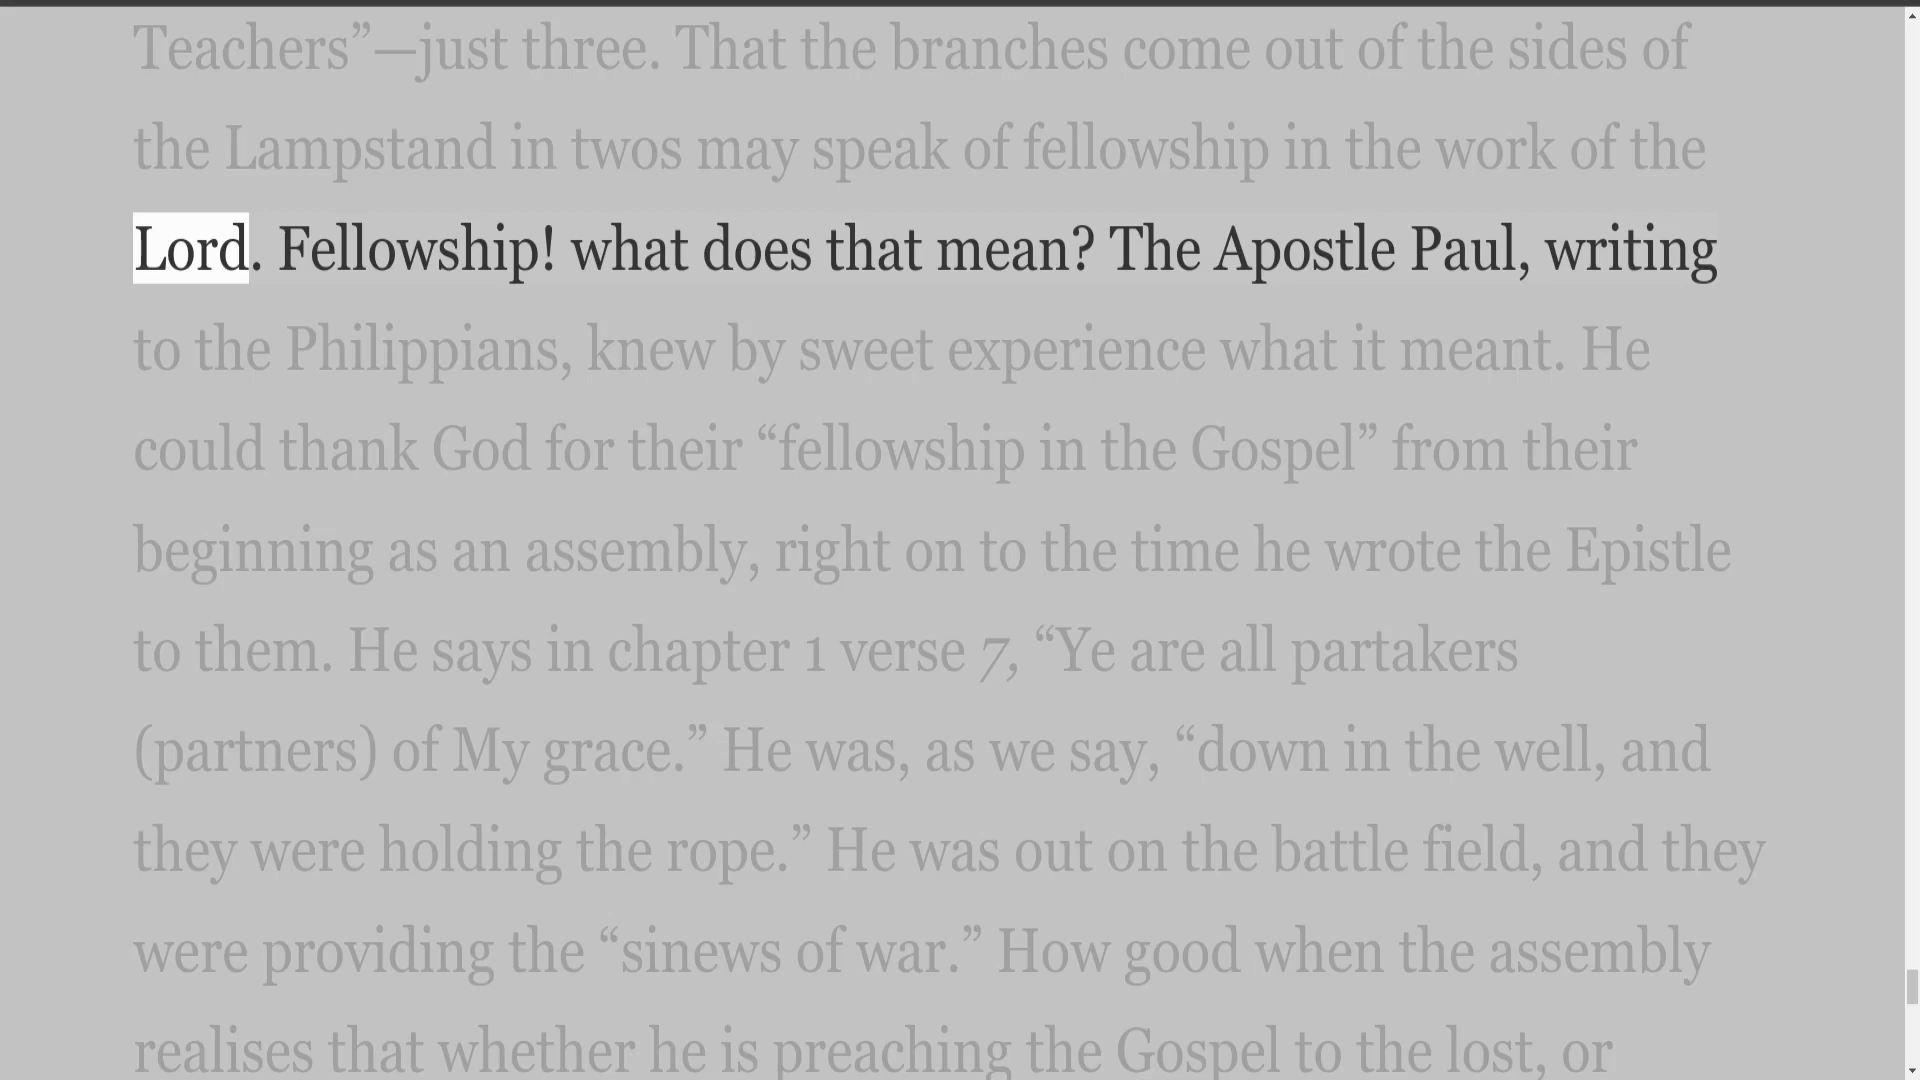 Teachers”—just three. That the branches come out of the sides of
the Lampstand in twos may speak of fellowship in the work of the
Lord. Fellowship! what does that mean? The Apostle Paul, writing
to the Philippians, knew by sweet experience what it meant. He
could thank God for their “fellowship in the Gospel” from their
beginning as an assembly, right on to the time he wrote the Epistle
to them. He says in chapter 1 verse 7, “Ye are all partakers
(partners) of My grace.” He was, as we say, “down in the well, and
they were holding the rope.” He was out on the battle field, and they
were providing the “sinews of war.” How good when the assembly
realises that whether he is preaching the Gospel to the lost, or